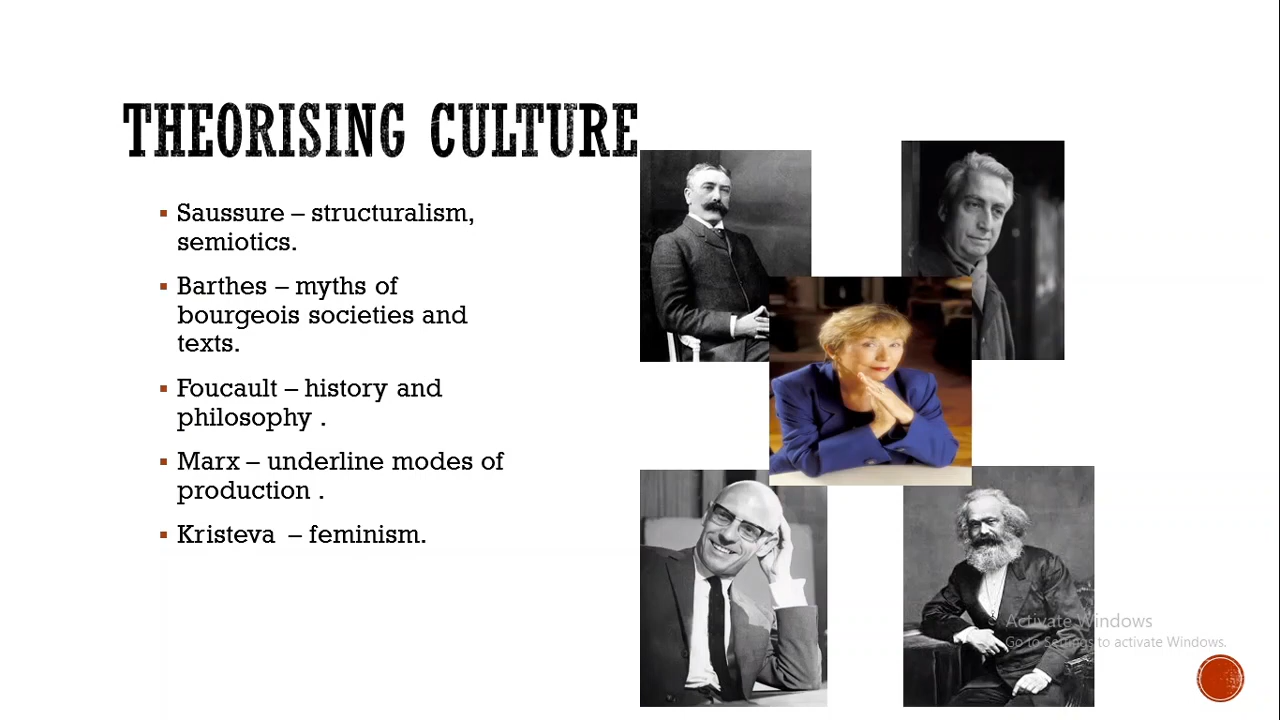 THEORISING CULTURE
▪ Saussure – structuralism,
semiotics.
▪ Barthes – myths of
bourgeois societies and
texts.
▪ Foucault – history and
philosophy .
▪ Marx – underline modes of
production .
▪ Kristeva – feminism.
Activate Windows
Go to Settings to activate Windows.